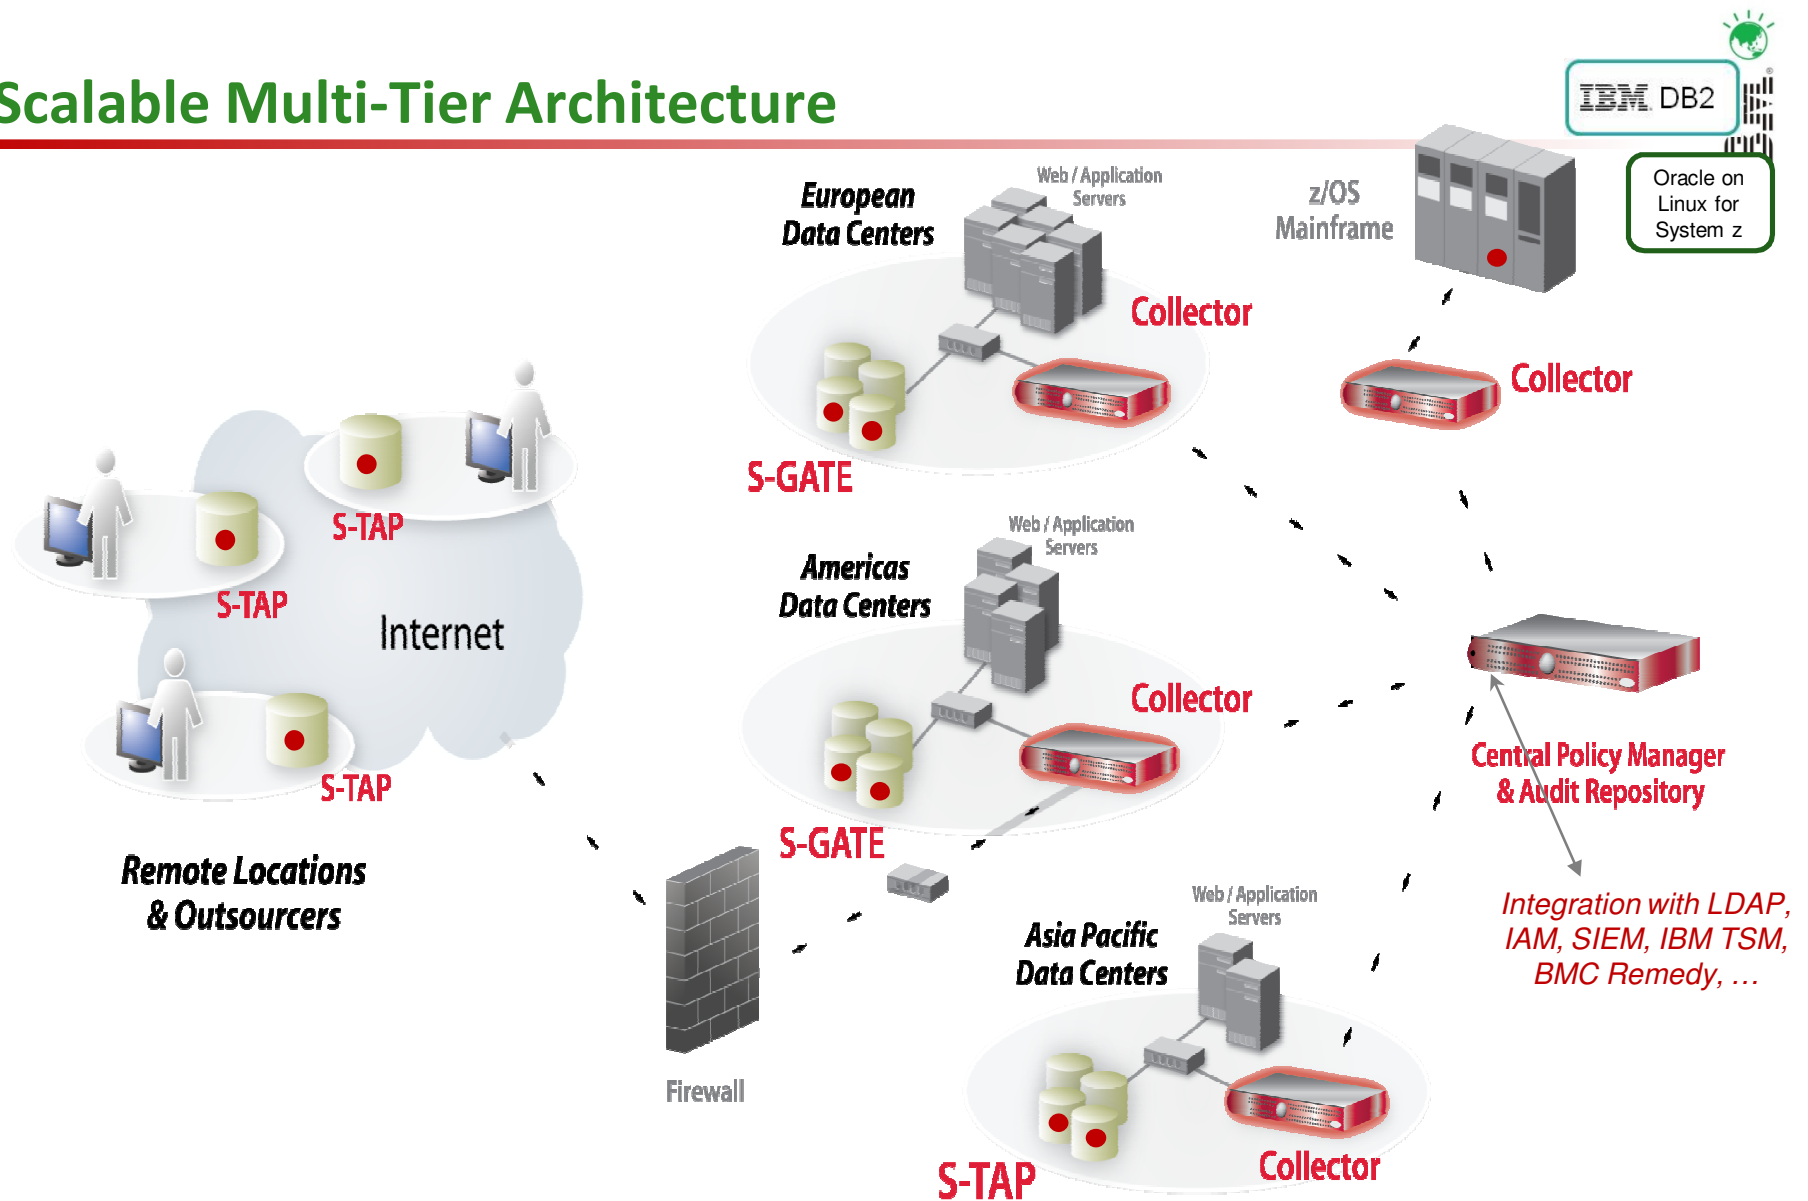 Scalable Multi-Tier Architecture
IBM DB2
IBM
Oracle on
Linux for
System z
European
Data Centers
Web / Application
Servers
z/OS
Mainframe
Collector
Collector
S-GATE
S-TAP
S-TAP
S-TAP
Internet
Remote Locations
& Outsourcers
Web / Application
Servers
Americas
Data Centers
Collector
S-GATE
Firewall
Central Policy Manager
& Audit Repository
Integration with LDAP,
IAM, SIEM, IBM TSM,
BMC Remedy, …
Web / Application
Servers
Asia Pacific
Data Centers
S-TAP
Collector